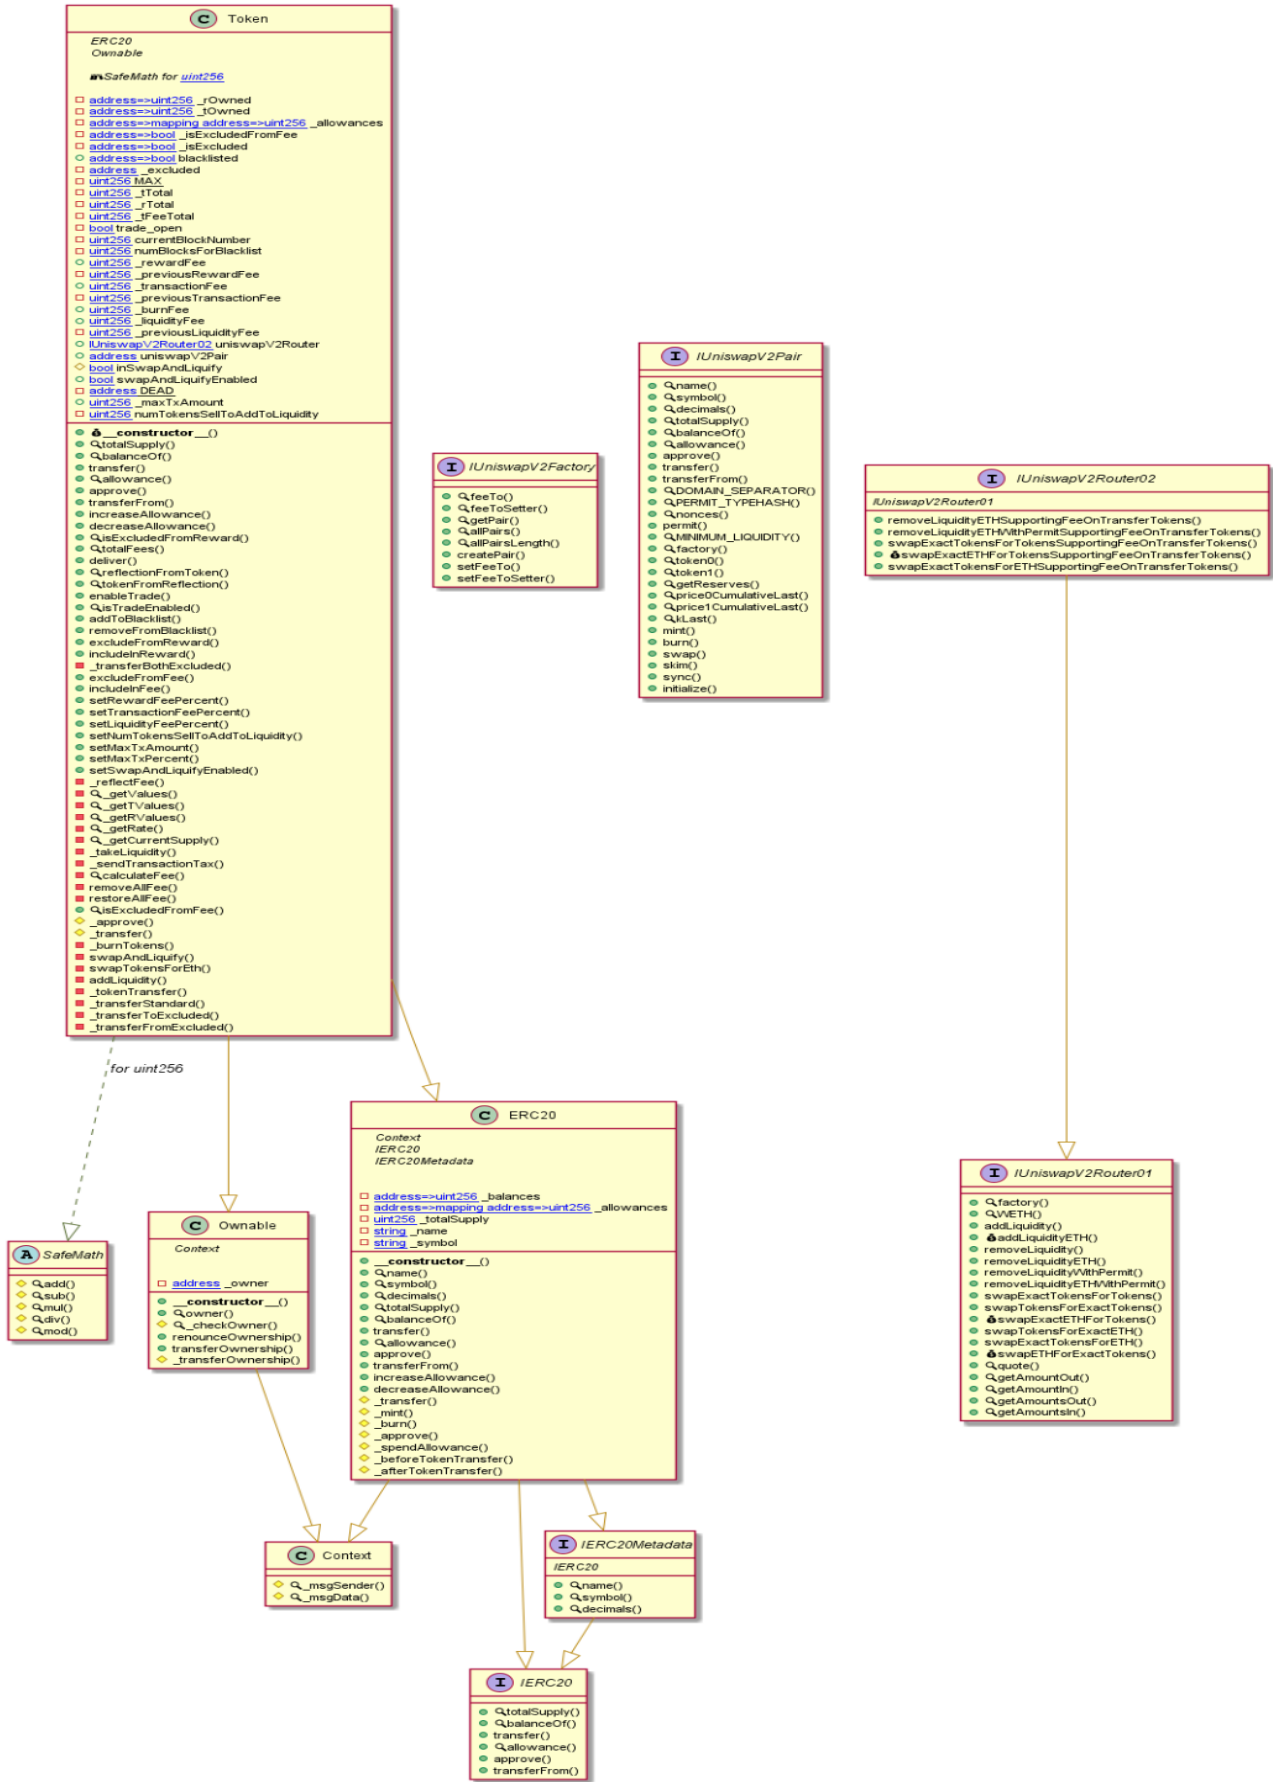 C Token
ERC20
Ownable
SafeMath for uint256
address=>uint256 _rOwned
address=>uint256 _tOwned
address=>mapping address=>uint256 _allowances
address=>bool _isExcludedFromFee
address=>bool _isExcluded
address=>bool blacklisted
address _excluded
uint256 MAX
uint256 _tTotal
uint256 _rTotal
uint256 _tFeeTotal
bool trade_open
uint256 currentBlockNumber
uint256 numBlocksForBlacklist
uint256 _rewardFee
uint256 _previousRewardFee
uint256 _transactionFee
uint256 _previousTransactionFee
uint256 _burnFee
uint256 _liquidityFee
uint256 _previousLiquidityFee
IUniswapV2Router02 uniswapV2Router
address uniswapV2Pair
bool inSwapAndLiquify
bool swapAndLiquifyEnabled
address DEAD
uint256 _maxTxAmount
uint256 numTokensSellToAddToLiquidity
__constructor__()
totalSupply()
balanceOf()
transfer()
allowance()
approve()
transferFrom()
increaseAllowance()
decreaseAllowance()
isExcludedFromReward()
totalFees()
deliver()
reflectionFromToken()
tokenFromReflection()
enableTrade()
isTradeEnabled()
addToBlacklist()
removeFromBlacklist()
excludeFromReward()
includeInReward()
_transferBothExcluded()
excludeFromFee()
includeInFee()
setRewardFeePercent()
setTransactionFeePercent()
setLiquidityFeePercent()
setNumTokensSellToAddToLiquidity()
setMaxTxAmount()
setMaxTxPercent()
setSwapAndLiquifyEnabled()
_reflectFee()
_getValues()
_getTValues()
_getRValues()
_getRate()
_getCurrentSupply()
_takeLiquidity()
_sendTransactionTax()
calculateFee()
removeAllFee()
restoreAllFee()
isExcludedFromFee()
_approve()
_transfer()
_burnTokens()
swapAndLiquify()
swapTokensForEth()
addLiquidity()
_tokenTransfer()
_transferStandard()
_transferToExcluded()
_transferFromExcluded()
I IUniswapV2Factory
feeTo()
feeToSetter()
getPair()
allPairs()
allPairsLength()
createPair()
setFeeTo()
setFeeToSetter()
I IUniswapV2Pair
name()
symbol()
decimals()
totalSupply()
balanceOf()
allowance()
approve()
transfer()
transferFrom()
DOMAIN_SEPARATOR()
PERMIT_TYPEHASH()
nonces()
permit()
MINIMUM_LIQUIDITY()
factory()
token0()
token1()
getReserves()
price0CumulativeLast()
price1CumulativeLast()
kLast()
mint()
burn()
swap()
skim()
sync()
initialize()
I IUniswapV2Router02
IUniswapV2Router01
removeLiquidityETHSupportingFeeOnTransferTokens()
removeLiquidityETHWithPermitSupportingFeeOnTransferTokens()
swapExactTokensForTokensSupportingFeeOnTransferTokens()
swapExactETHForTokensSupportingFeeOnTransferTokens()
swapExactTokensForETHSupportingFeeOnTransferTokens()
for uint256
A SafeMath
add()
sub()
mul()
div()
mod()
C Ownable
Context
address _owner
__constructor__()
owner()
_checkOwner()
renounceOwnership()
transferOwnership()
_transferOwnership()
C ERC20
Context
IERC20
IERC20Metadata
address=>uint256 _balances
address=>mapping address=>uint256 _allowances
uint256 _totalSupply
string _name
string _symbol
__constructor__()
name()
symbol()
decimals()
totalSupply()
balanceOf()
transfer()
allowance()
approve()
transferFrom()
increaseAllowance()
decreaseAllowance()
_transfer()
_mint()
_burn()
_approve()
_spendAllowance()
_beforeTokenTransfer()
_afterTokenTransfer()
I IUniswapV2Router01
factory()
WETH()
addLiquidity()
addLiquidityETH()
removeLiquidity()
removeLiquidityETH()
removeLiquidityWithPermit()
removeLiquidityETHWithPermit()
swapExactTokensForTokens()
swapTokensForExactTokens()
swapExactETHForTokens()
swapTokensForExactETH()
swapExactTokensForETH()
swapETHForExactTokens()
quote()
getAmountOut()
getAmountIn()
getAmountsOut()
getAmountsIn()
C Context
_msgSender()
_msgData()
I IERC20Metadata
IERC20
name()
symbol()
decimals()
I IERC20
totalSupply()
balanceOf()
transfer()
allowance()
approve()
transferFrom()